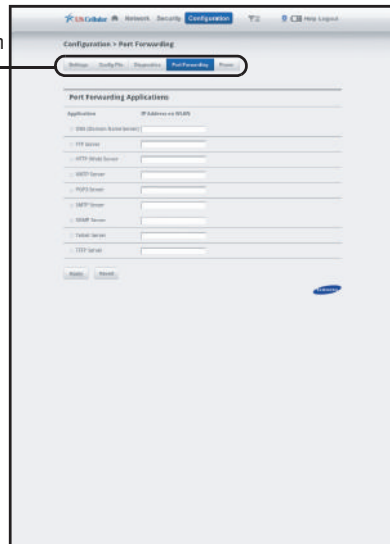 US Cellular Network Security Configuration Help Logout
Configuration > Port Forwarding
Settings Config File Diagnostics Port Forwarding Power
Port Forwarding Applications
Application IP Address on WLAN
DNS (Domain Name Server)
FTP Server
HTTP (Web) Server
NNTP Server
POP3 Server
SMTP Server
SNMP Server
Telnet Server
TFTP Server
Apply Reset
SAMSUNG